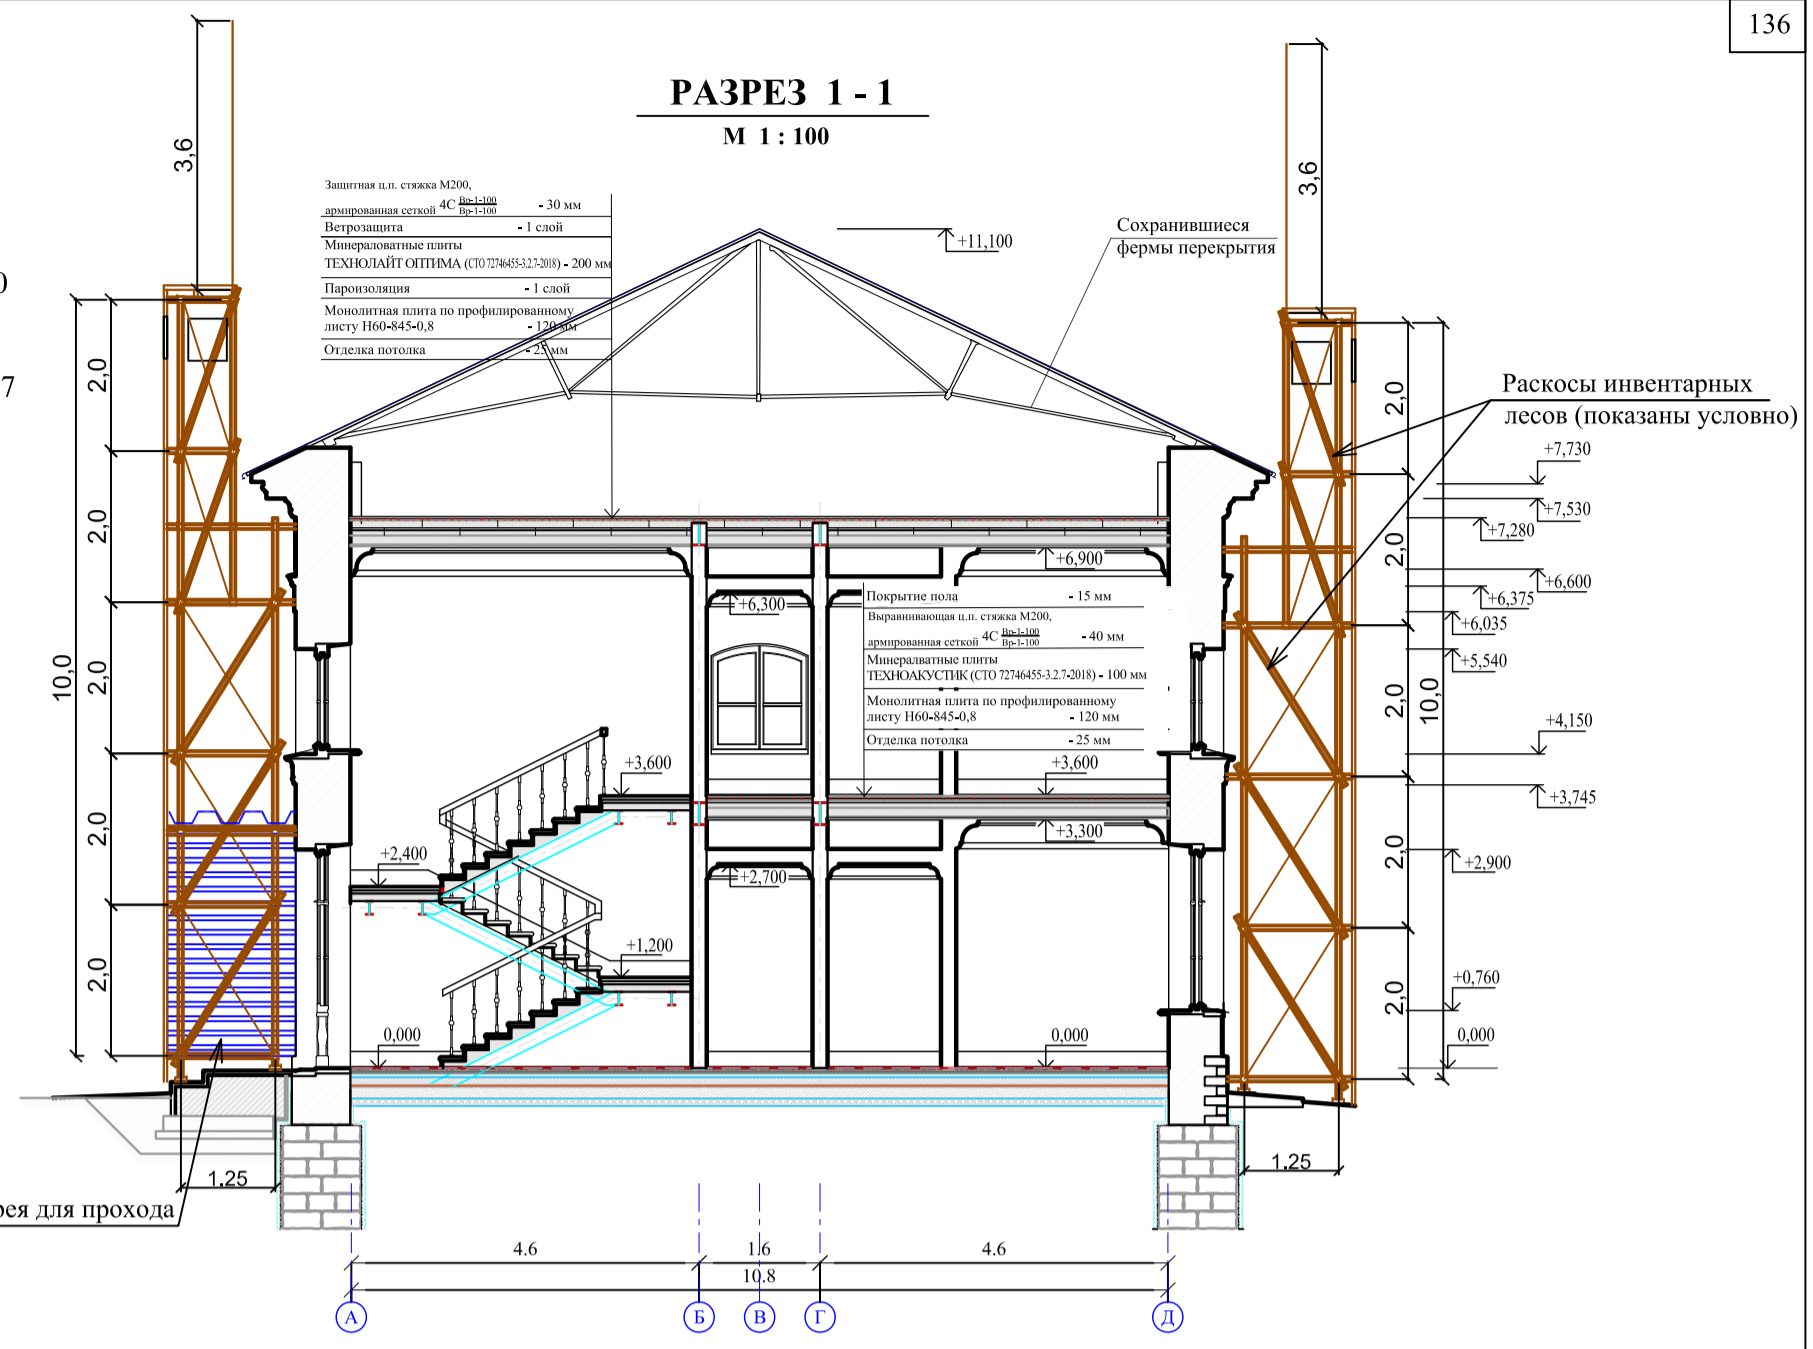 136
РАЗРЕЗ 1 - 1
М 1 : 100
3,6
3,6
Защитная ц.п. стяжка М200,
армированная сеткой 4С Вр-1-100 / Вр-1-100 - 30 мм
Ветрозащита - 1 слой
Минераловатные плиты
ТЕХНОЛАЙТ ОПТИМА (СТО 72746455-3.2.7-2018) - 200 мм
Пароизоляция - 1 слой
Монолитная плита по профилированному
листу Н60-845-0,8 - 120 мм
Отделка потолка - 25 мм
+11,100
Сохранившиеся
фермы перекрытия
0
7
Раскосы инвентарных
лесов (показаны условно)
10,0
2,0
2,0
2,0
2,0
2,0
2,0
2,0
2,0
2,0
2,0
10,0
+7,730
+7,530
+7,280
+6,600
+6,375
+6,035
+5,540
+4,150
+3,745
+2,900
+0,760
0,000
+6,900
+6,300
Покрытие пола - 15 мм
Выравнивающая ц.п. стяжка М200,
армированная сеткой 4С Вр-1-100 / Вр-1-100 - 40 мм
Минералватные плиты
ТЕХНОАКУСТИК (СТО 72746455-3.2.7-2018) - 100 мм
Монолитная плита по профилированному
листу Н60-845-0,8 - 120 мм
Отделка потолка - 25 мм
+3,600
+3,600
+3,300
+2,700
+2,400
+1,200
0,000
0,000
1.25
1.25
рея для прохода
4.6
1.6
4.6
10.8
А
Б
В
Г
Д